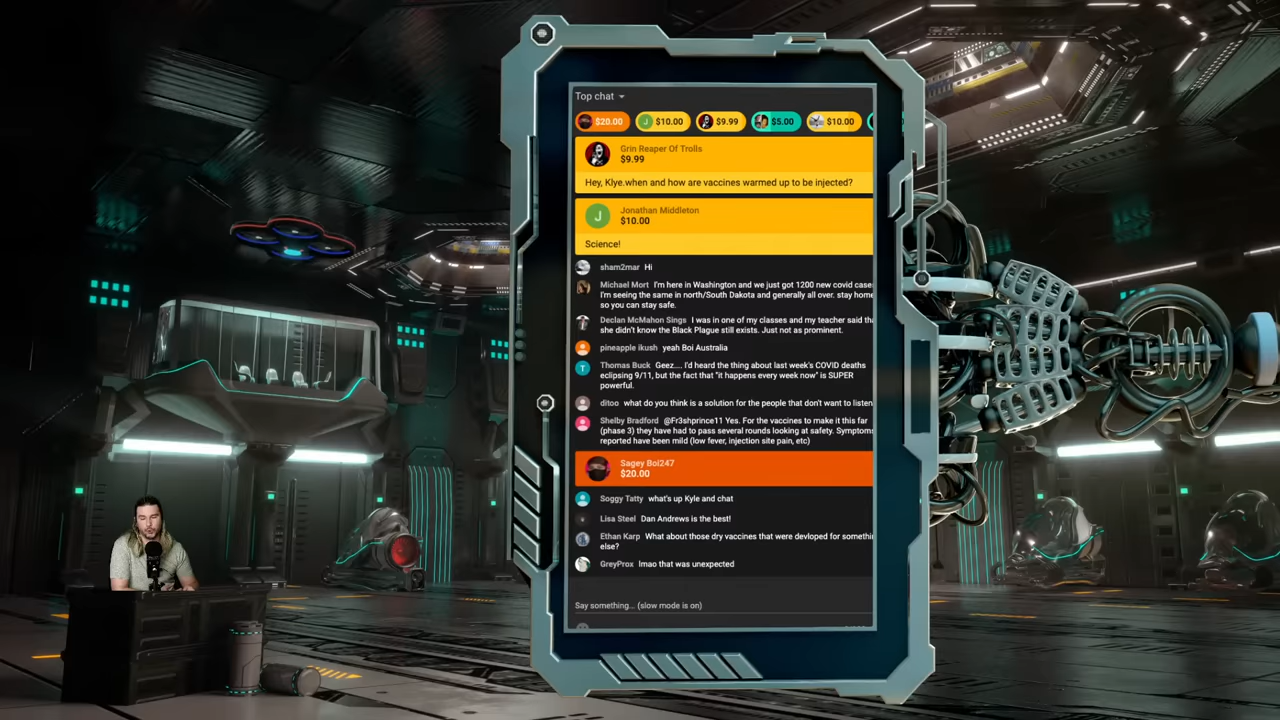 Top chat
$20.00 J $10.00 $9.99 $5.00 $10.00
Grin Reaper Of Trolls
$9.99
Hey, Klye.when and how are vaccines warmed up to be injected?
J Jonathan Middleton
$10.00
Science!
sham2mar Hi
Michael Mort I'm here in Washington and we just got 1200 new covid case
I'm seeing the same in north/South Dakota and generally all over. stay home
so you can stay safe.
Declan McMahon Sings I was in one of my classes and my teacher said tha
she didn't know the Black Plague still exists. Just not as prominent.
pineapple ikush yeah Boi Australia
T Thomas Buck Geez.... I'd heard the thing about last week's COVID deaths
eclipsing 9/11, but the fact that "it happens every week now" is SUPER
powerful.
ditoo what do you think is a solution for the people that don't want to listen
Shelby Bradford @Fr3shprince11 Yes. For the vaccines to make it this far
(phase 3) they have had to pass several rounds looking at safety. Symptoms
reported have been mild (low fever, injection site pain, etc)
Sagey Boi247
$20.00
Soggy Tatty what's up Kyle and chat
Lisa Steel Dan Andrews is the best!
Ethan Karp What about those dry vaccines that were devloped for somethin
else?
GreyProx lmao that was unexpected
Say something... (slow mode is on)